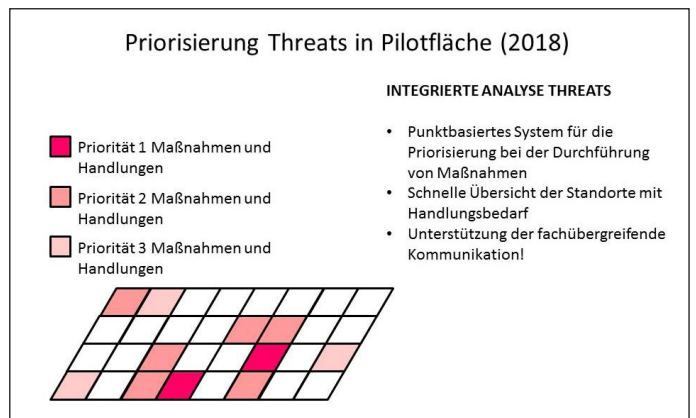 Priorisierung Threats in Pilotfläche (2018)
Priorität 1 Maßnahmen und
Handlungen
Priorität 2 Maßnahmen und
Handlungen
Priorität 3 Maßnahmen und
Handlungen
INTEGRIERTE ANALYSE THREATS
• Punktbasiertes System für die
Priorisierung bei der Durchführung
von Maßnahmen
• Schnelle Übersicht der Standorte mit
Handlungsbedarf
• Unterstützung der fachübergreifende
Kommunikation!